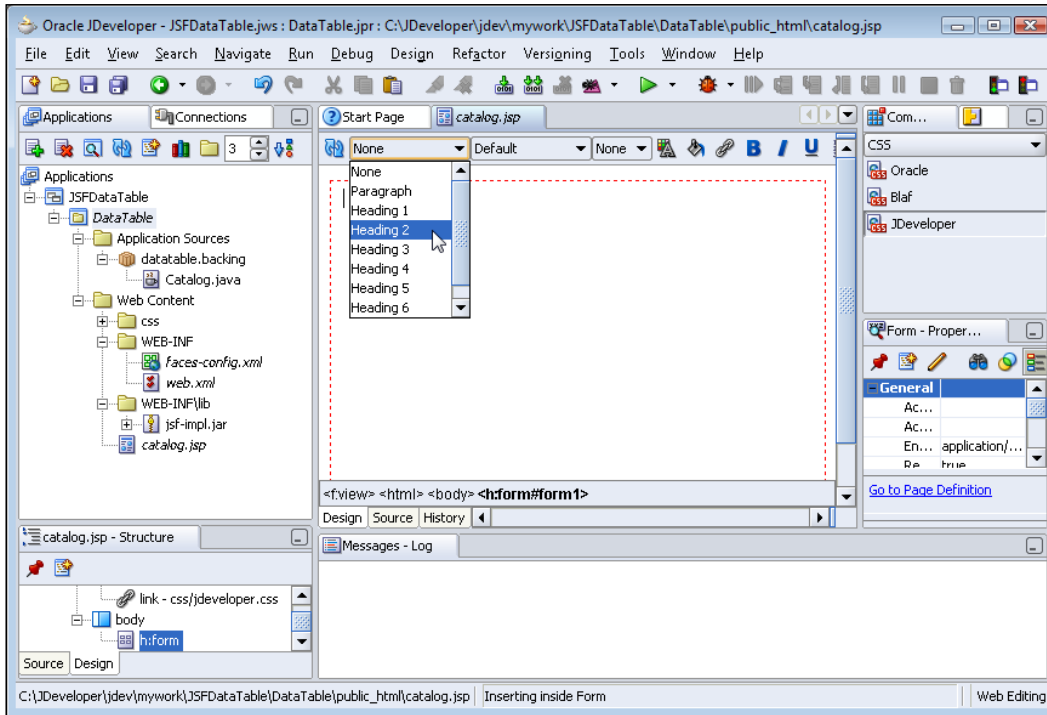 Oracle JDeveloper - JSFDataTable.jws : DataTable.jpr : C:\JDeveloper\jdev\mywork\JSFDataTable\DataTable\public_html\catalog.jsp
File Edit View Search Navigate Run Debug Design Refactor Versioning Tools Window Help
Applications Connections
3
Applications
JSFDataTable
DataTable
Application Sources
datatable.backing
Catalog.java
Web Content
css
WEB-INF
faces-config.xml
web.xml
WEB-INF\lib
jsf-impl.jar
catalog.jsp
Start Page catalog.jsp
None Default None B I U
None
Paragraph
Heading 1
Heading 2
Heading 3
Heading 4
Heading 5
Heading 6
<f:view> <html> <body> <h:form#form1>
Design Source History
Com...
CSS
Oracle
Blaf
JDeveloper
Form - Proper...
General
Ac...
Ac...
En... application/...
Re true
Go to Page Definition
catalog.jsp - Structure
link - css/jdeveloper.css
body
h:form
Source Design
Messages - Log
C:\JDeveloper\jdev\mywork\JSFDataTable\DataTable\public_html\catalog.jsp Inserting inside Form Web Editing